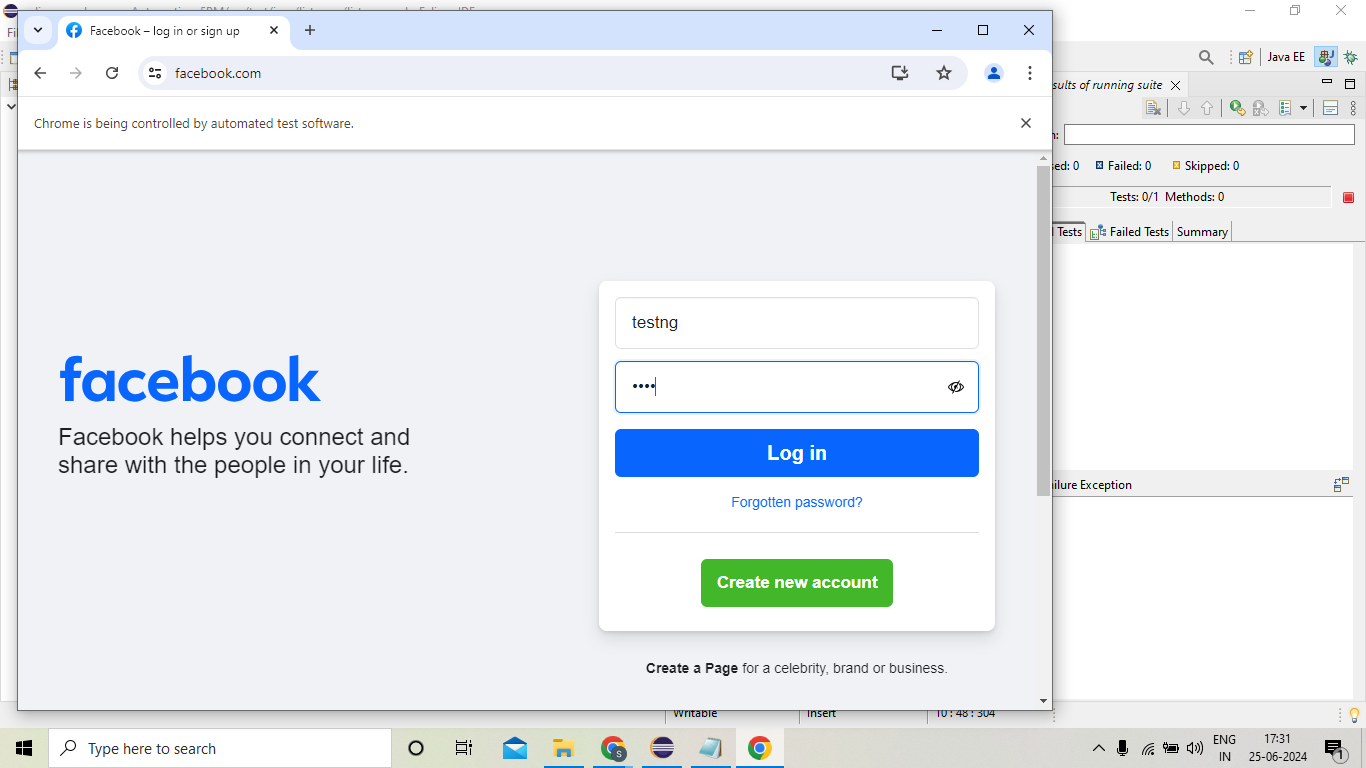 Facebook – log in or sign up
facebook.com
Java EE
sults of running suite
Chrome is being controlled by automated test software.
sed: 0 Failed: 0 Skipped: 0
Tests: 0/1 Methods: 0
Tests Failed Tests Summary
testng
••••
facebook
Facebook helps you connect and
share with the people in your life.
Log in
ilure Exception
Forgotten password?
Create new account
Create a Page for a celebrity, brand or business.
Writable Insert 10 : 48 : 304
Type here to search
S
ENG
IN
17:31
25-06-2024
1